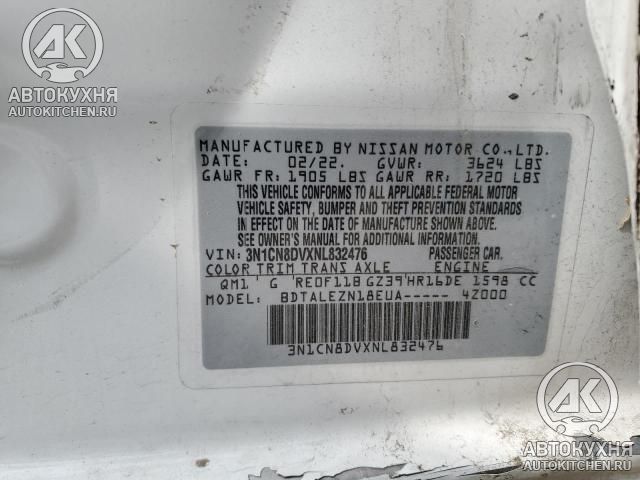 АК
АВТОКУХНЯ
AUTOKITCHEN.RU
MANUFACTURED BY NISSAN MOTOR CO.,LTD.
DATE: 02/22. GVWR: 3624 LBS
GAWR FR: 1905 LBS GAWR RR: 1720 LBS
THIS VEHICLE CONFORMS TO ALL APPLICABLE FEDERAL MOTOR
VEHICLE SAFETY, BUMPER AND THEFT PREVENTION STANDARDS
IN EFFECT ON THE DATE OF MANUFACTURE SHOWN ABOVE.
SEE OWNER'S MANUAL FOR ADDITIONAL INFORMATION.
VIN: 3N1CN8DVXNL832476 PASSENGER CAR.
COLOR TRIM TRANS AXLE ENGINE
QM1 G RE0F11B GZ39 HR16DE 1598 CC
MODEL: BDTALEZN18EUA----- 4Z000
3N1CN8DVXNL832476
АК
АВТОКУХНЯ
AUTOKITCHEN.RU